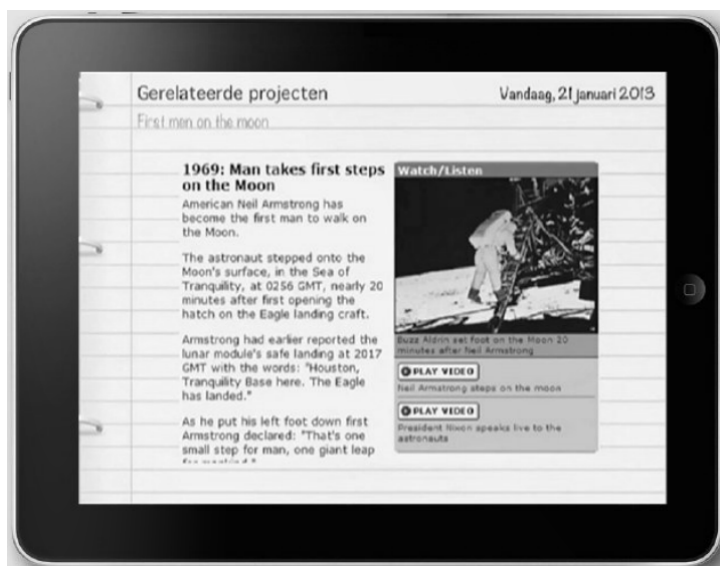 Gerelateerde projecten
Vandaag, 21 januari 2013
First men on the moon
1969: Man takes first steps
on the Moon
American Neil Armstrong has
become the first man to walk on
the Moon.
The astronaut stepped onto the
Moon's surface, in the Sea of
Tranquility, at 0256 GMT, nearly 20
minutes after first opening the
hatch on the Eagle landing craft.
Armstrong had earlier reported the
lunar module's safe landing at 2017
GMT with the words: "Houston,
Tranquility Base here. The Eagle
has landed."
As he put his left foot down first
Armstrong declared: "That's one
small step for man, one giant leap
for mankind."
Watch/Listen
Buzz Aldrin set foot on the Moon 20
minutes after Neil Armstrong
PLAY VIDEO
Neil Armstrong steps on the moon
PLAY VIDEO
President Nixon speaks live to the
astronauts